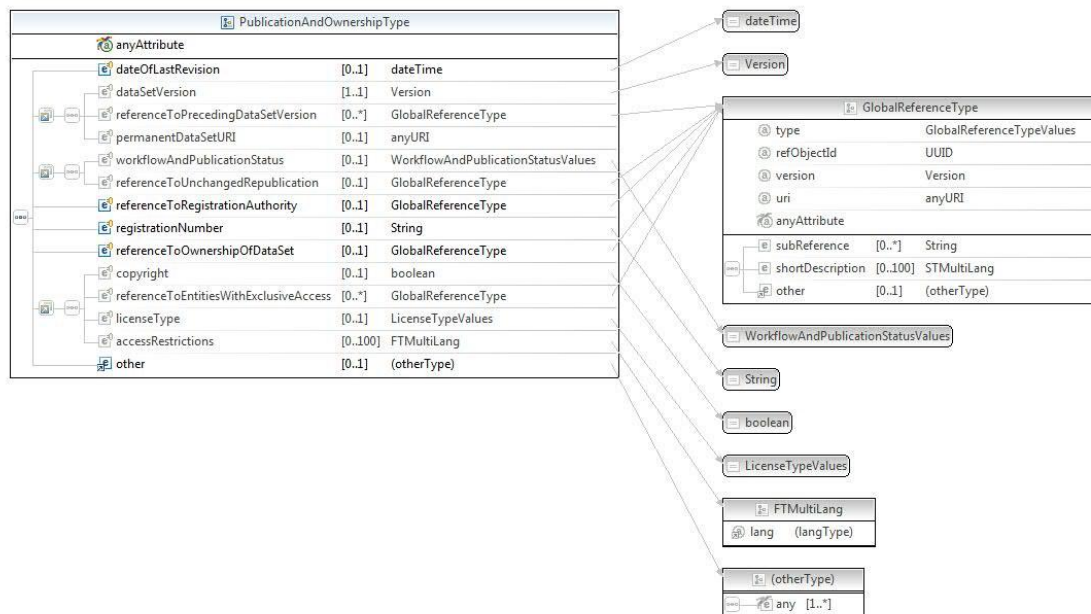 PublicationAndOwnershipType
anyAttribute
dateOfLastRevision [0..1] dateTime
dataSetVersion [1..1] Version
referenceToPrecedingDataSetVersion [0..*] GlobalReferenceType
permanentDataSetURI [0..1] anyURI
workflowAndPublicationStatus [0..1] WorkflowAndPublicationStatusValues
referenceToUnchangedRepublication [0..1] GlobalReferenceType
referenceToRegistrationAuthority [0..1] GlobalReferenceType
registrationNumber [0..1] String
referenceToOwnershipOfDataSet [0..1] GlobalReferenceType
copyright [0..1] boolean
referenceToEntitiesWithExclusiveAccess [0..*] GlobalReferenceType
licenseType [0..1] LicenseTypeValues
accessRestrictions [0..100] FTMultiLang
other [0..1] (otherType)
dateTime
Version
GlobalReferenceType
type GlobalReferenceTypeValues
refObjectId UUID
version Version
uri anyURI
anyAttribute
subReference [0..*] String
shortDescription [0..100] STMultiLang
other [0..1] (otherType)
WorkflowAndPublicationStatusValues
String
boolean
LicenseTypeValues
FTMultiLang
lang (langType)
(otherType)
any [1..*]